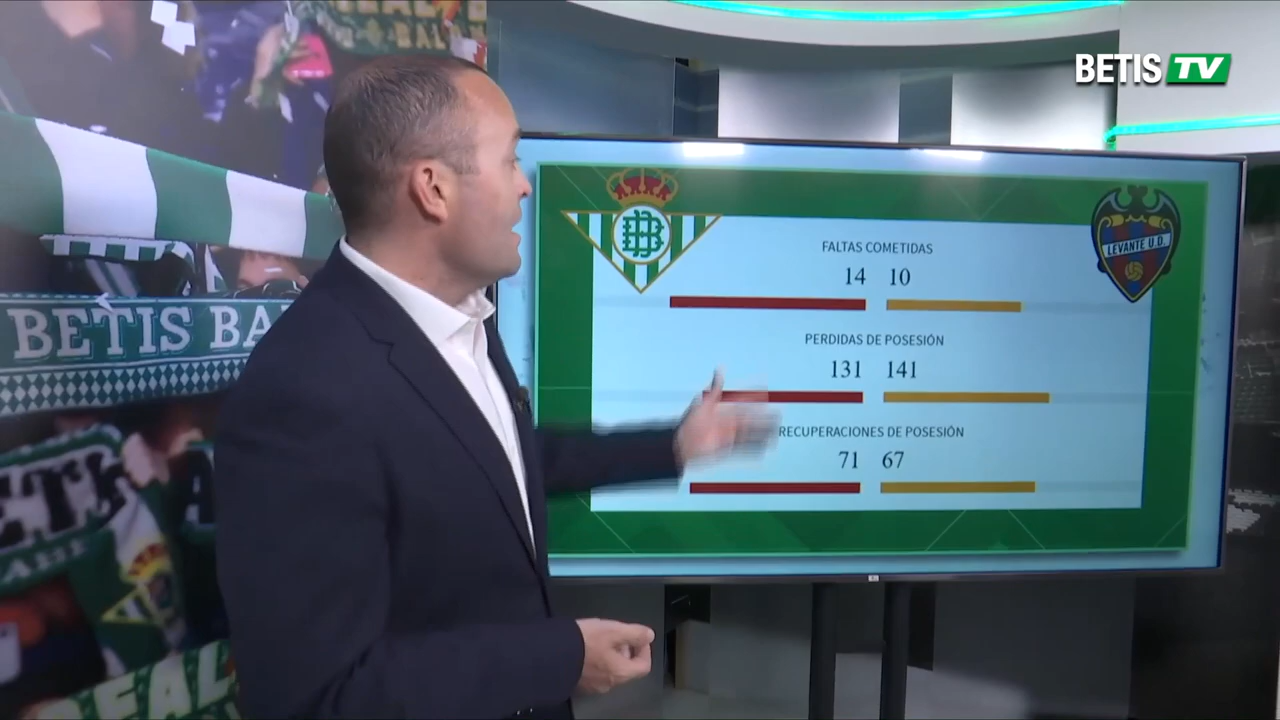 BETIS TV
FALTAS COMETIDAS
14 10
LEVANTE U.D.
PERDIDAS DE POSESIÓN
131 141
RECUPERACIONES DE POSESIÓN
71 67
BETIS BA